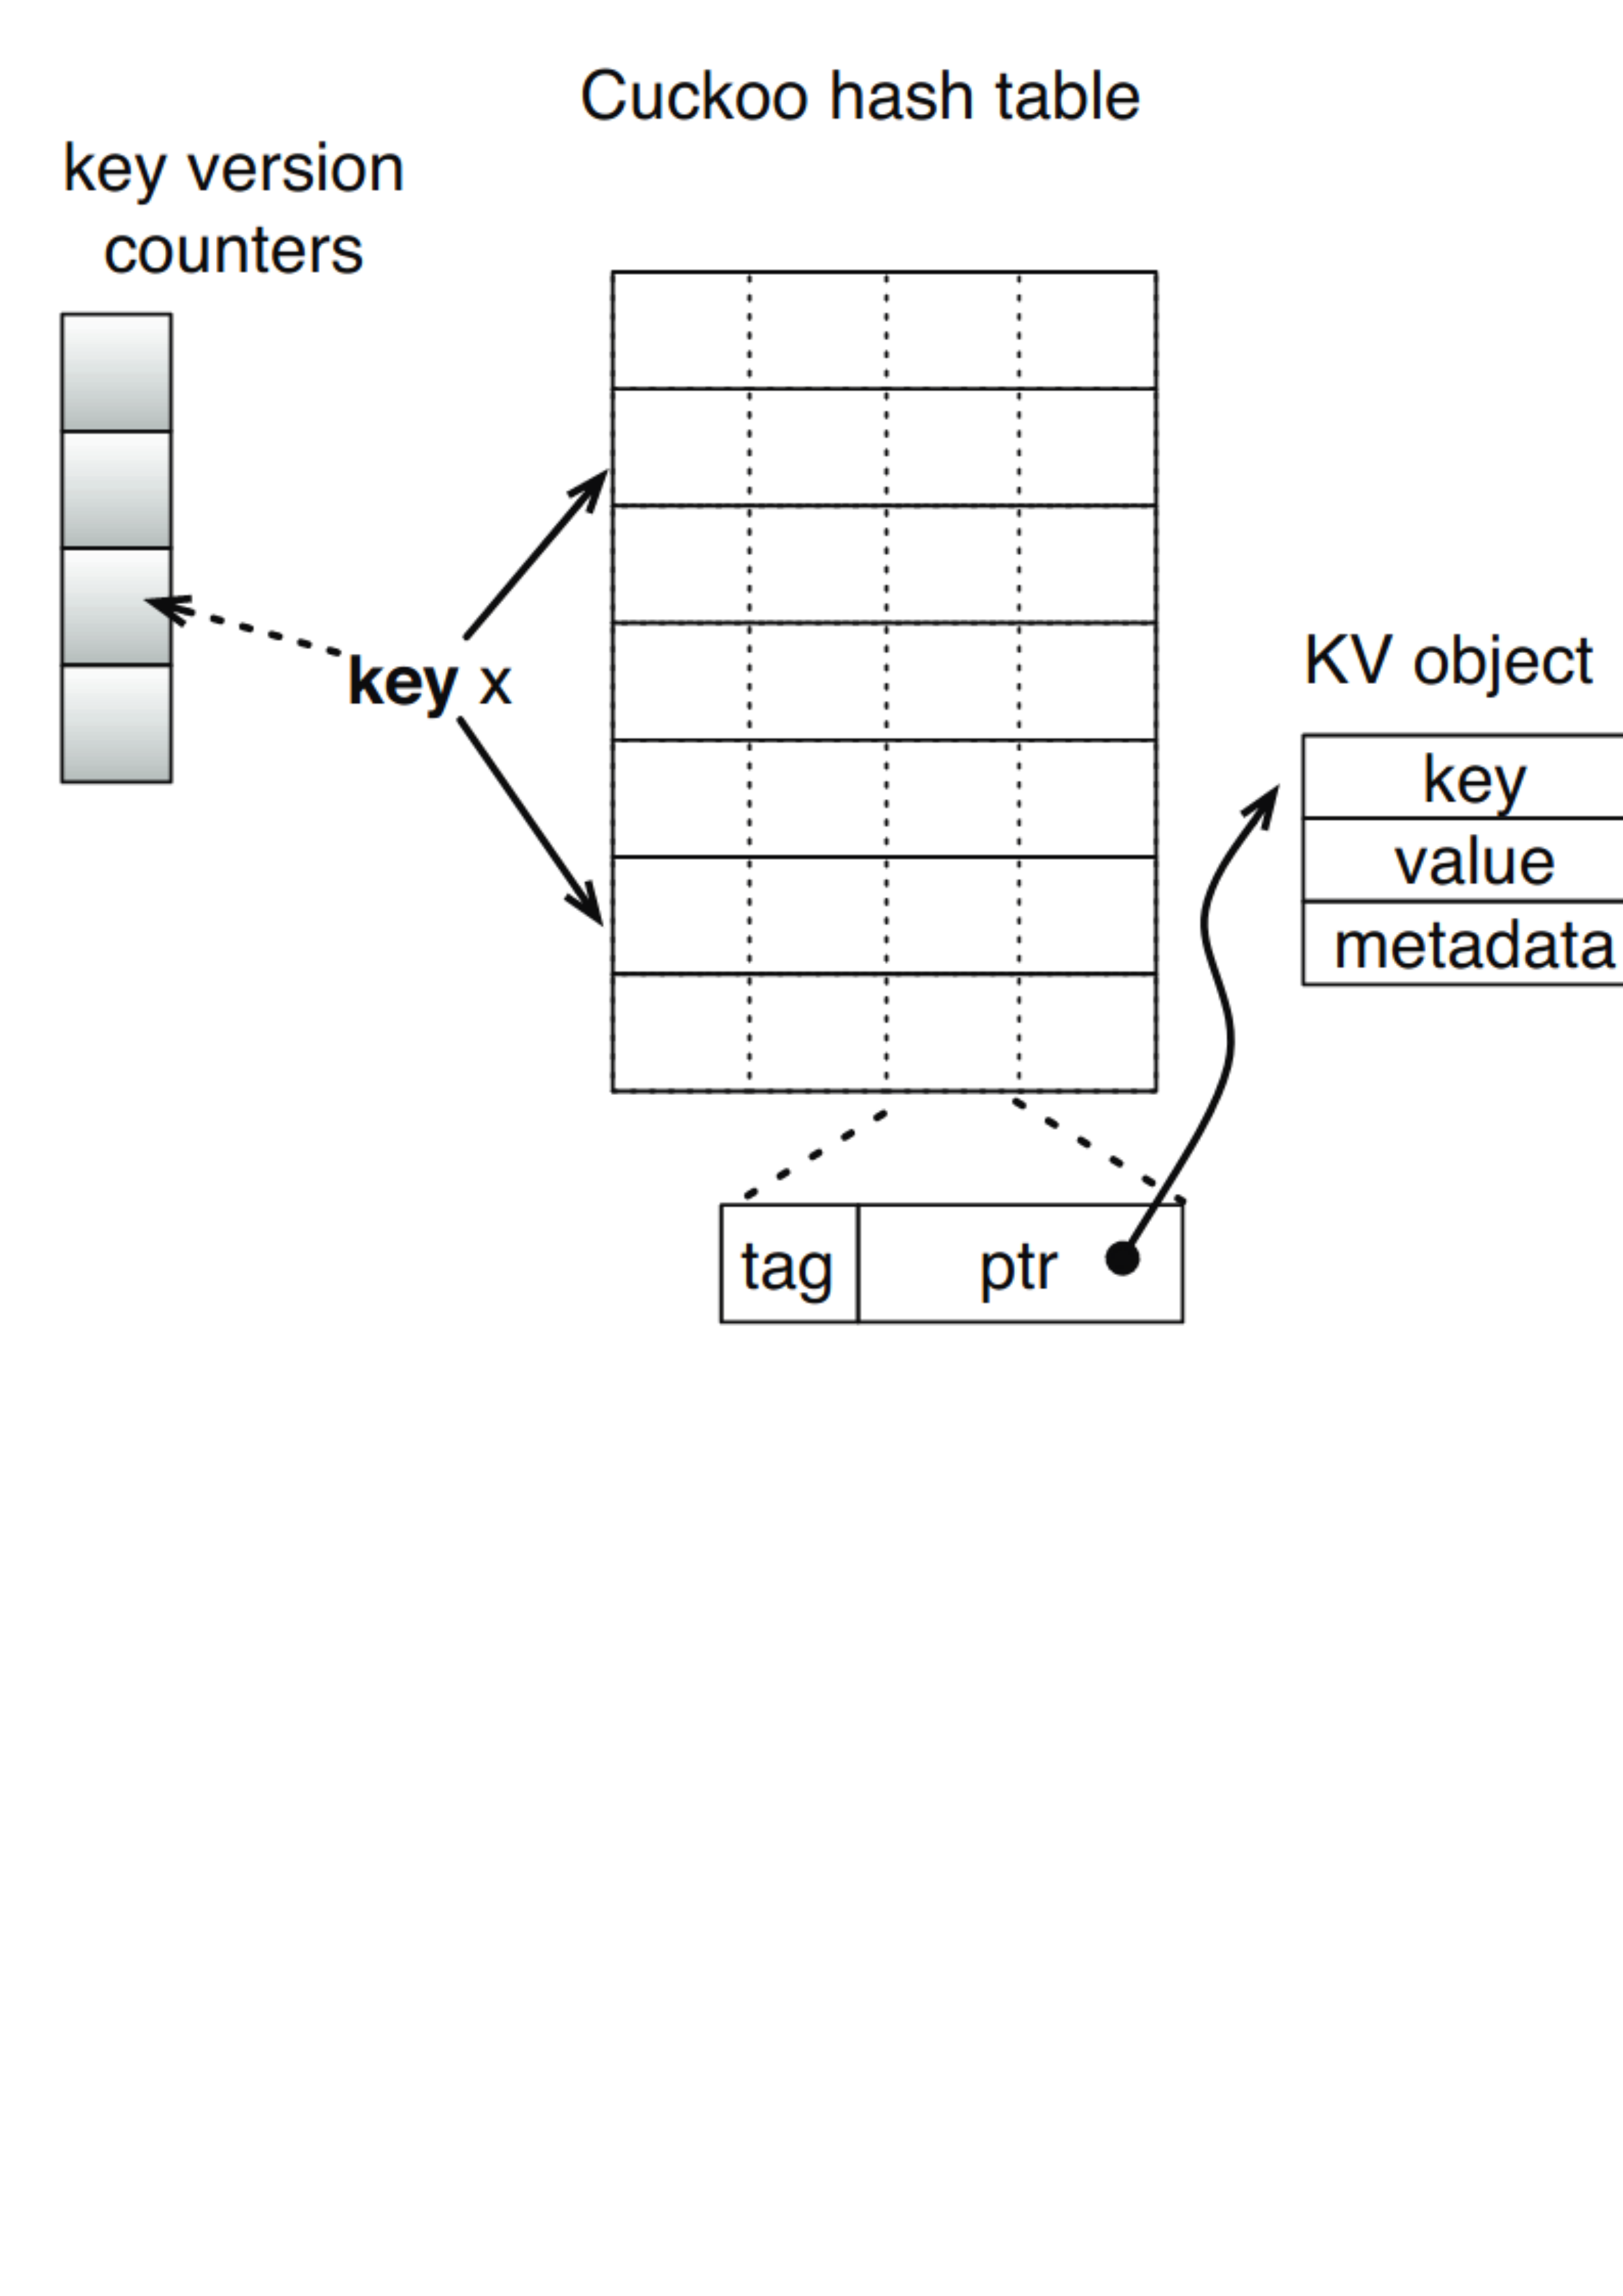 Cuckoo hash table
key version
counters
key x
KV object
key
value
metadata
tag
ptr